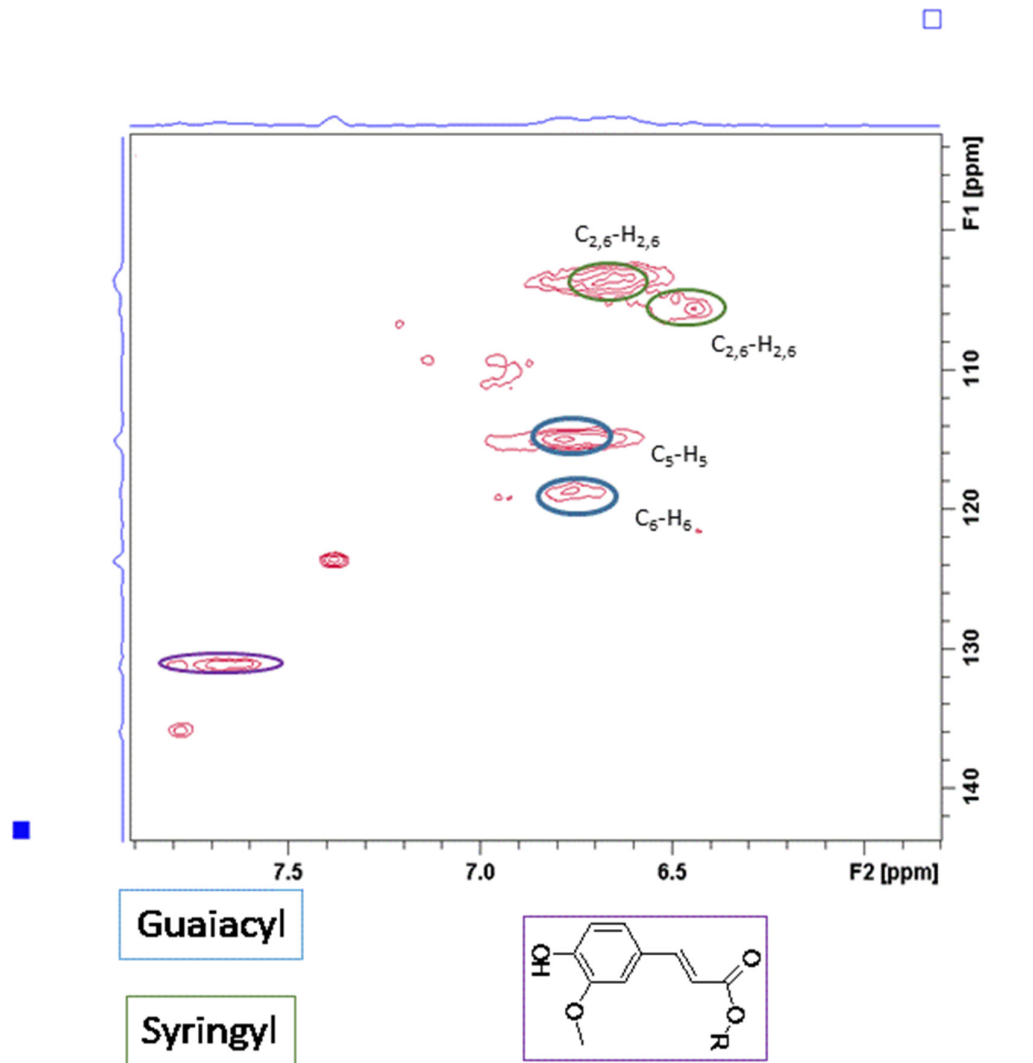 F1 [ppm]
C2,6-H2,6
C2,6-H2,6
110
C5-H5
120
C6-H6
130
140
7.5 7.0 6.5 F2 [ppm]
Guaiacyl
Syringyl
OH
O
O
O
R